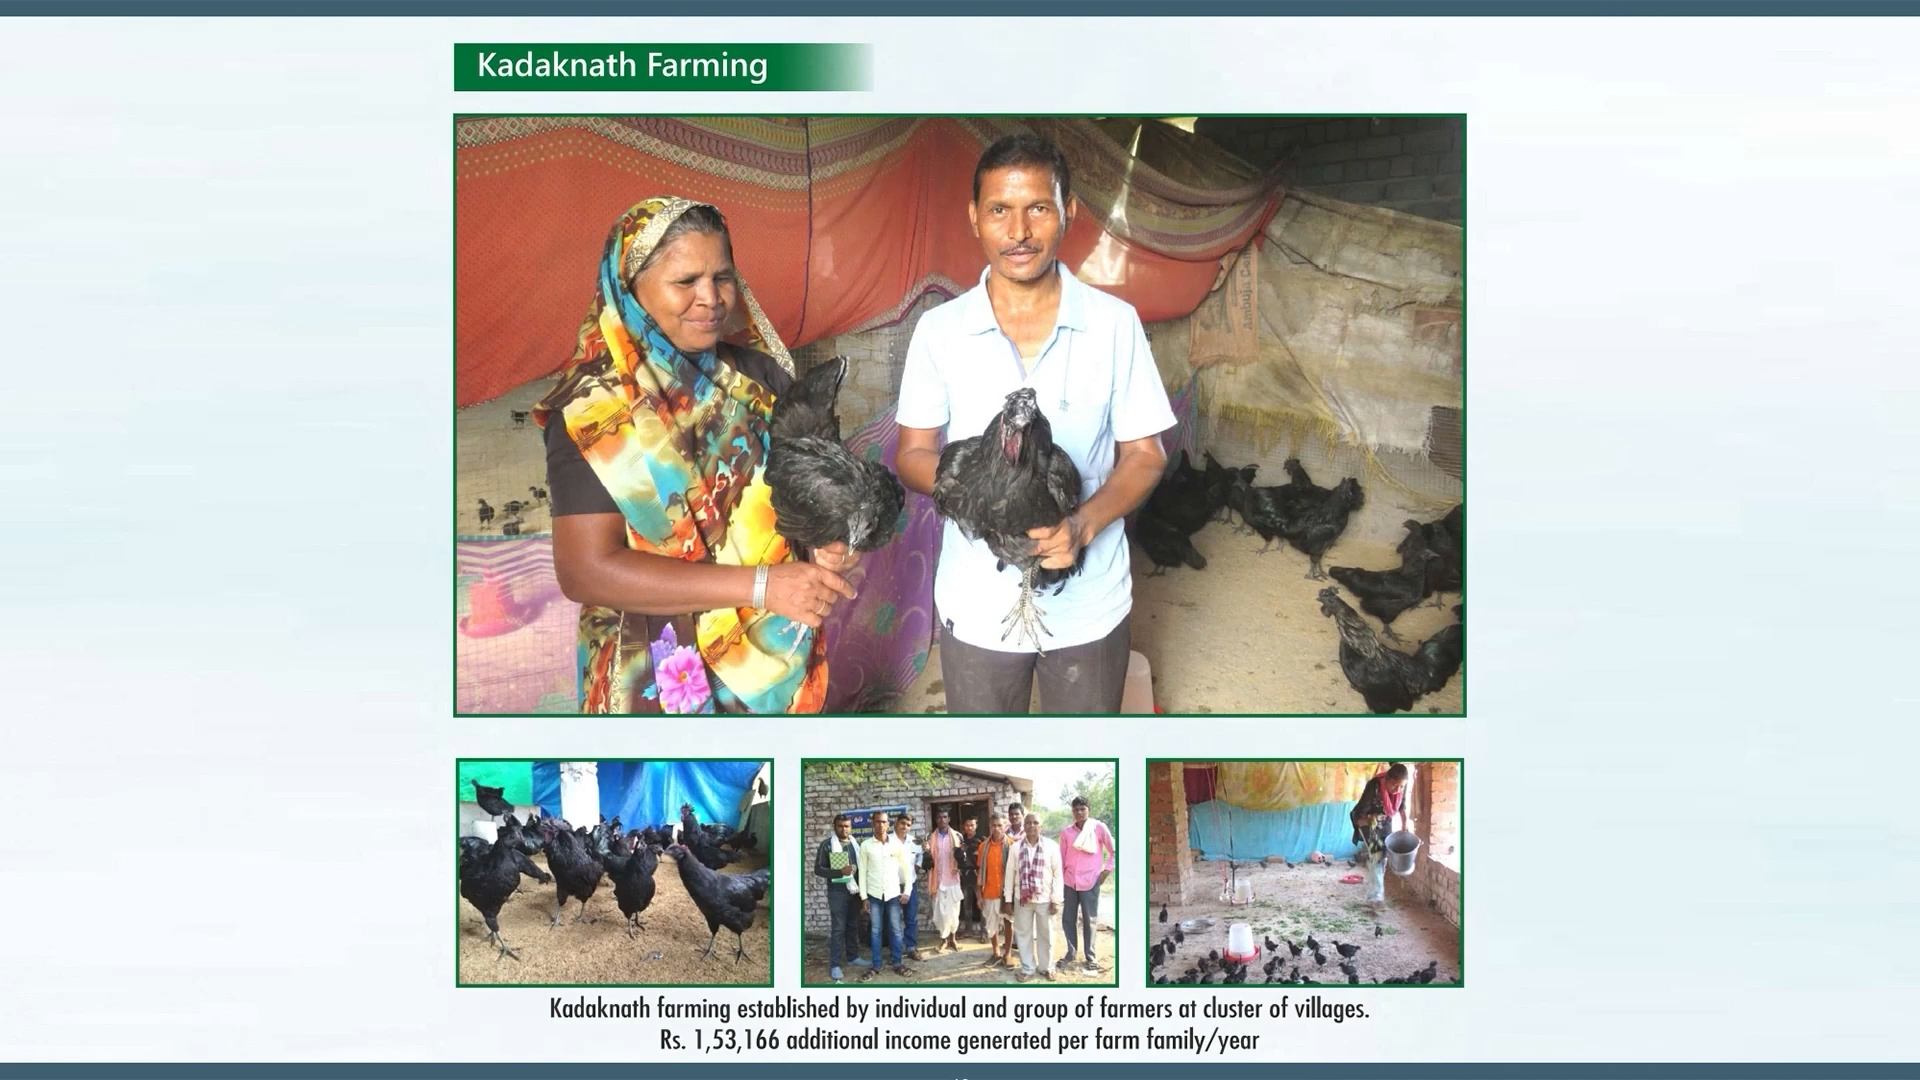 Kadaknath Farming
Ambuja
Kadaknath farming established by individual and group of farmers at cluster of villages.
Rs. 1,53,166 additional income generated per farm family/year